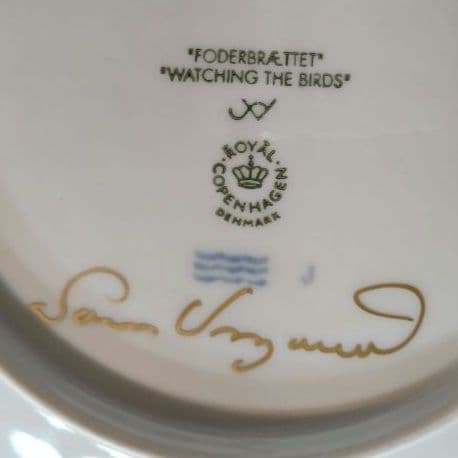 "FODERBRÆTTET"
"WATCHING THE BIRDS"
ROYAL
COPENHAGEN
DENMARK
J